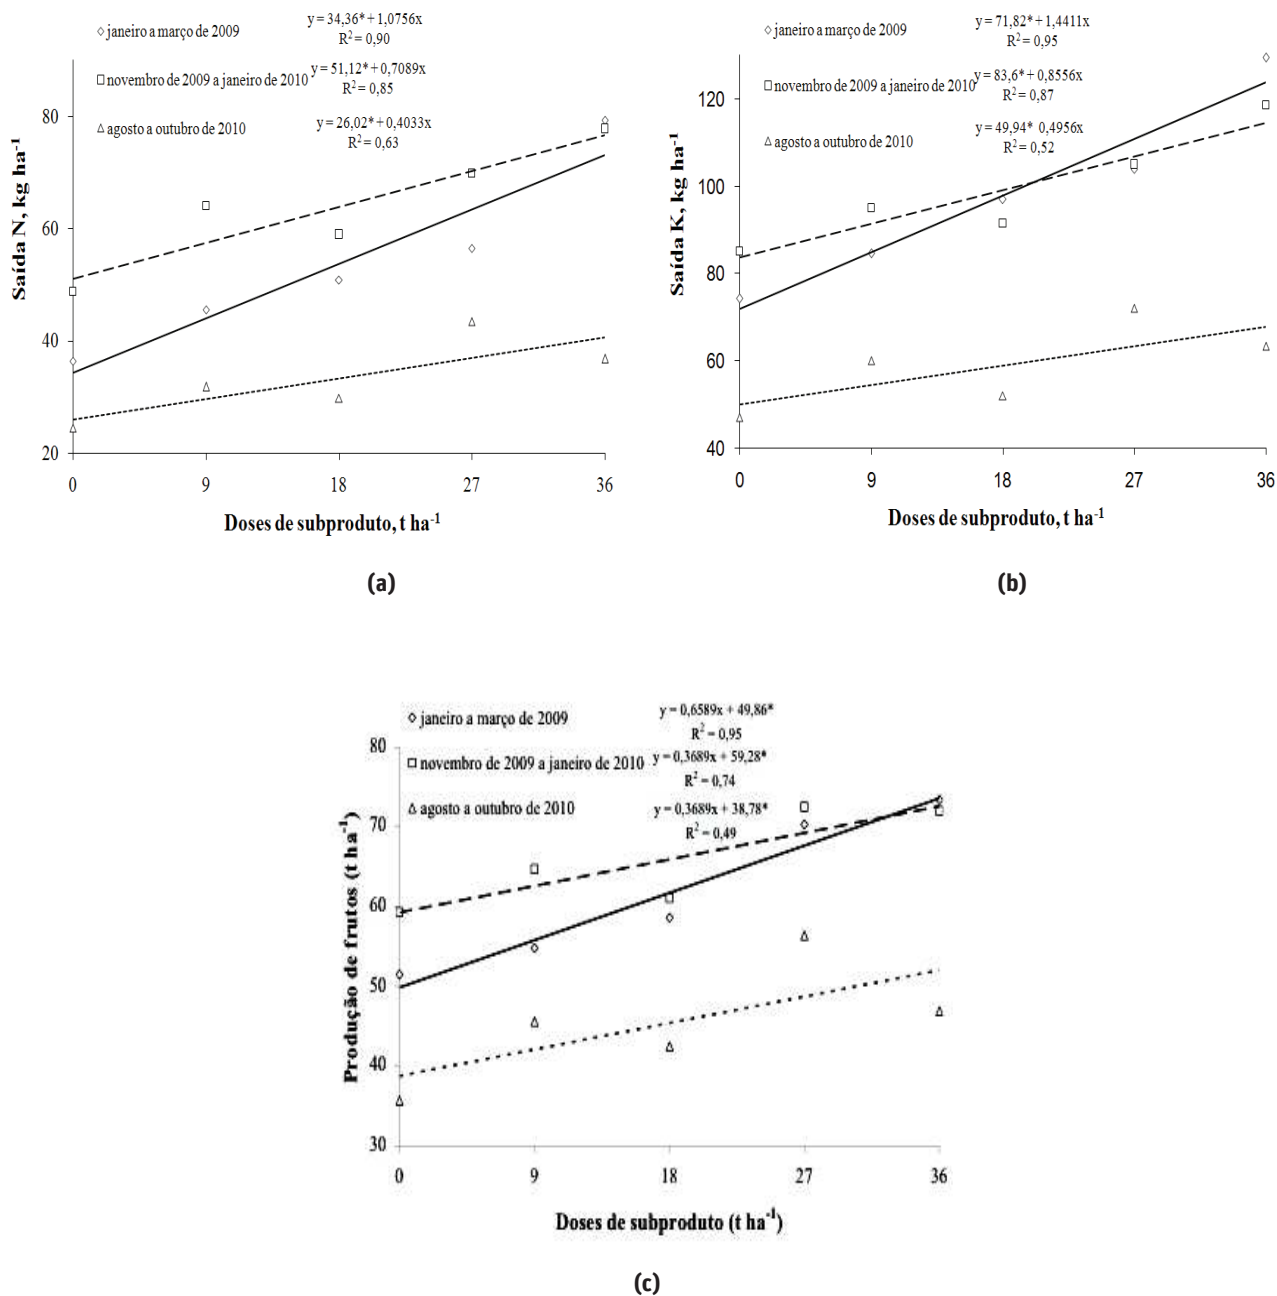 ◇ janeiro a março de 2009
y = 34,36* + 1,0756x
R² = 0,90
□ novembro de 2009 a janeiro de 2010
y = 51,12* + 0,7089x
R² = 0,85
△ agosto a outubro de 2010
y = 26,02* + 0,4033x
R² = 0,63
Saída N, kg ha⁻¹
80
60
40
20
0 9 18 27 36
Doses de subproduto, t ha⁻¹
(a)
◇ janeiro a março de 2009
y = 71,82* + 1,4411x
R² = 0,95
□ novembro de 2009 a janeiro de 2010
y = 83,6* + 0,8556x
R² = 0,87
△ agosto a outubro de 2010
y = 49,94* 0,4956x
R² = 0,52
Saída K, kg ha⁻¹
120
100
80
60
40
0 9 18 27 36
Doses de subproduto, t ha⁻¹
(b)
◇ janeiro a março de 2009
y = 0,6589x + 49,86*
R² = 0,95
□ novembro de 2009 a janeiro de 2010
y = 0,3689x + 59,28*
R² = 0,74
△ agosto a outubro de 2010
y = 0,3689x + 38,78*
R² = 0,49
Produção de frutos (t ha⁻¹)
80
70
60
50
40
30
0 9 18 27 36
Doses de subproduto (t ha⁻¹)
(c)